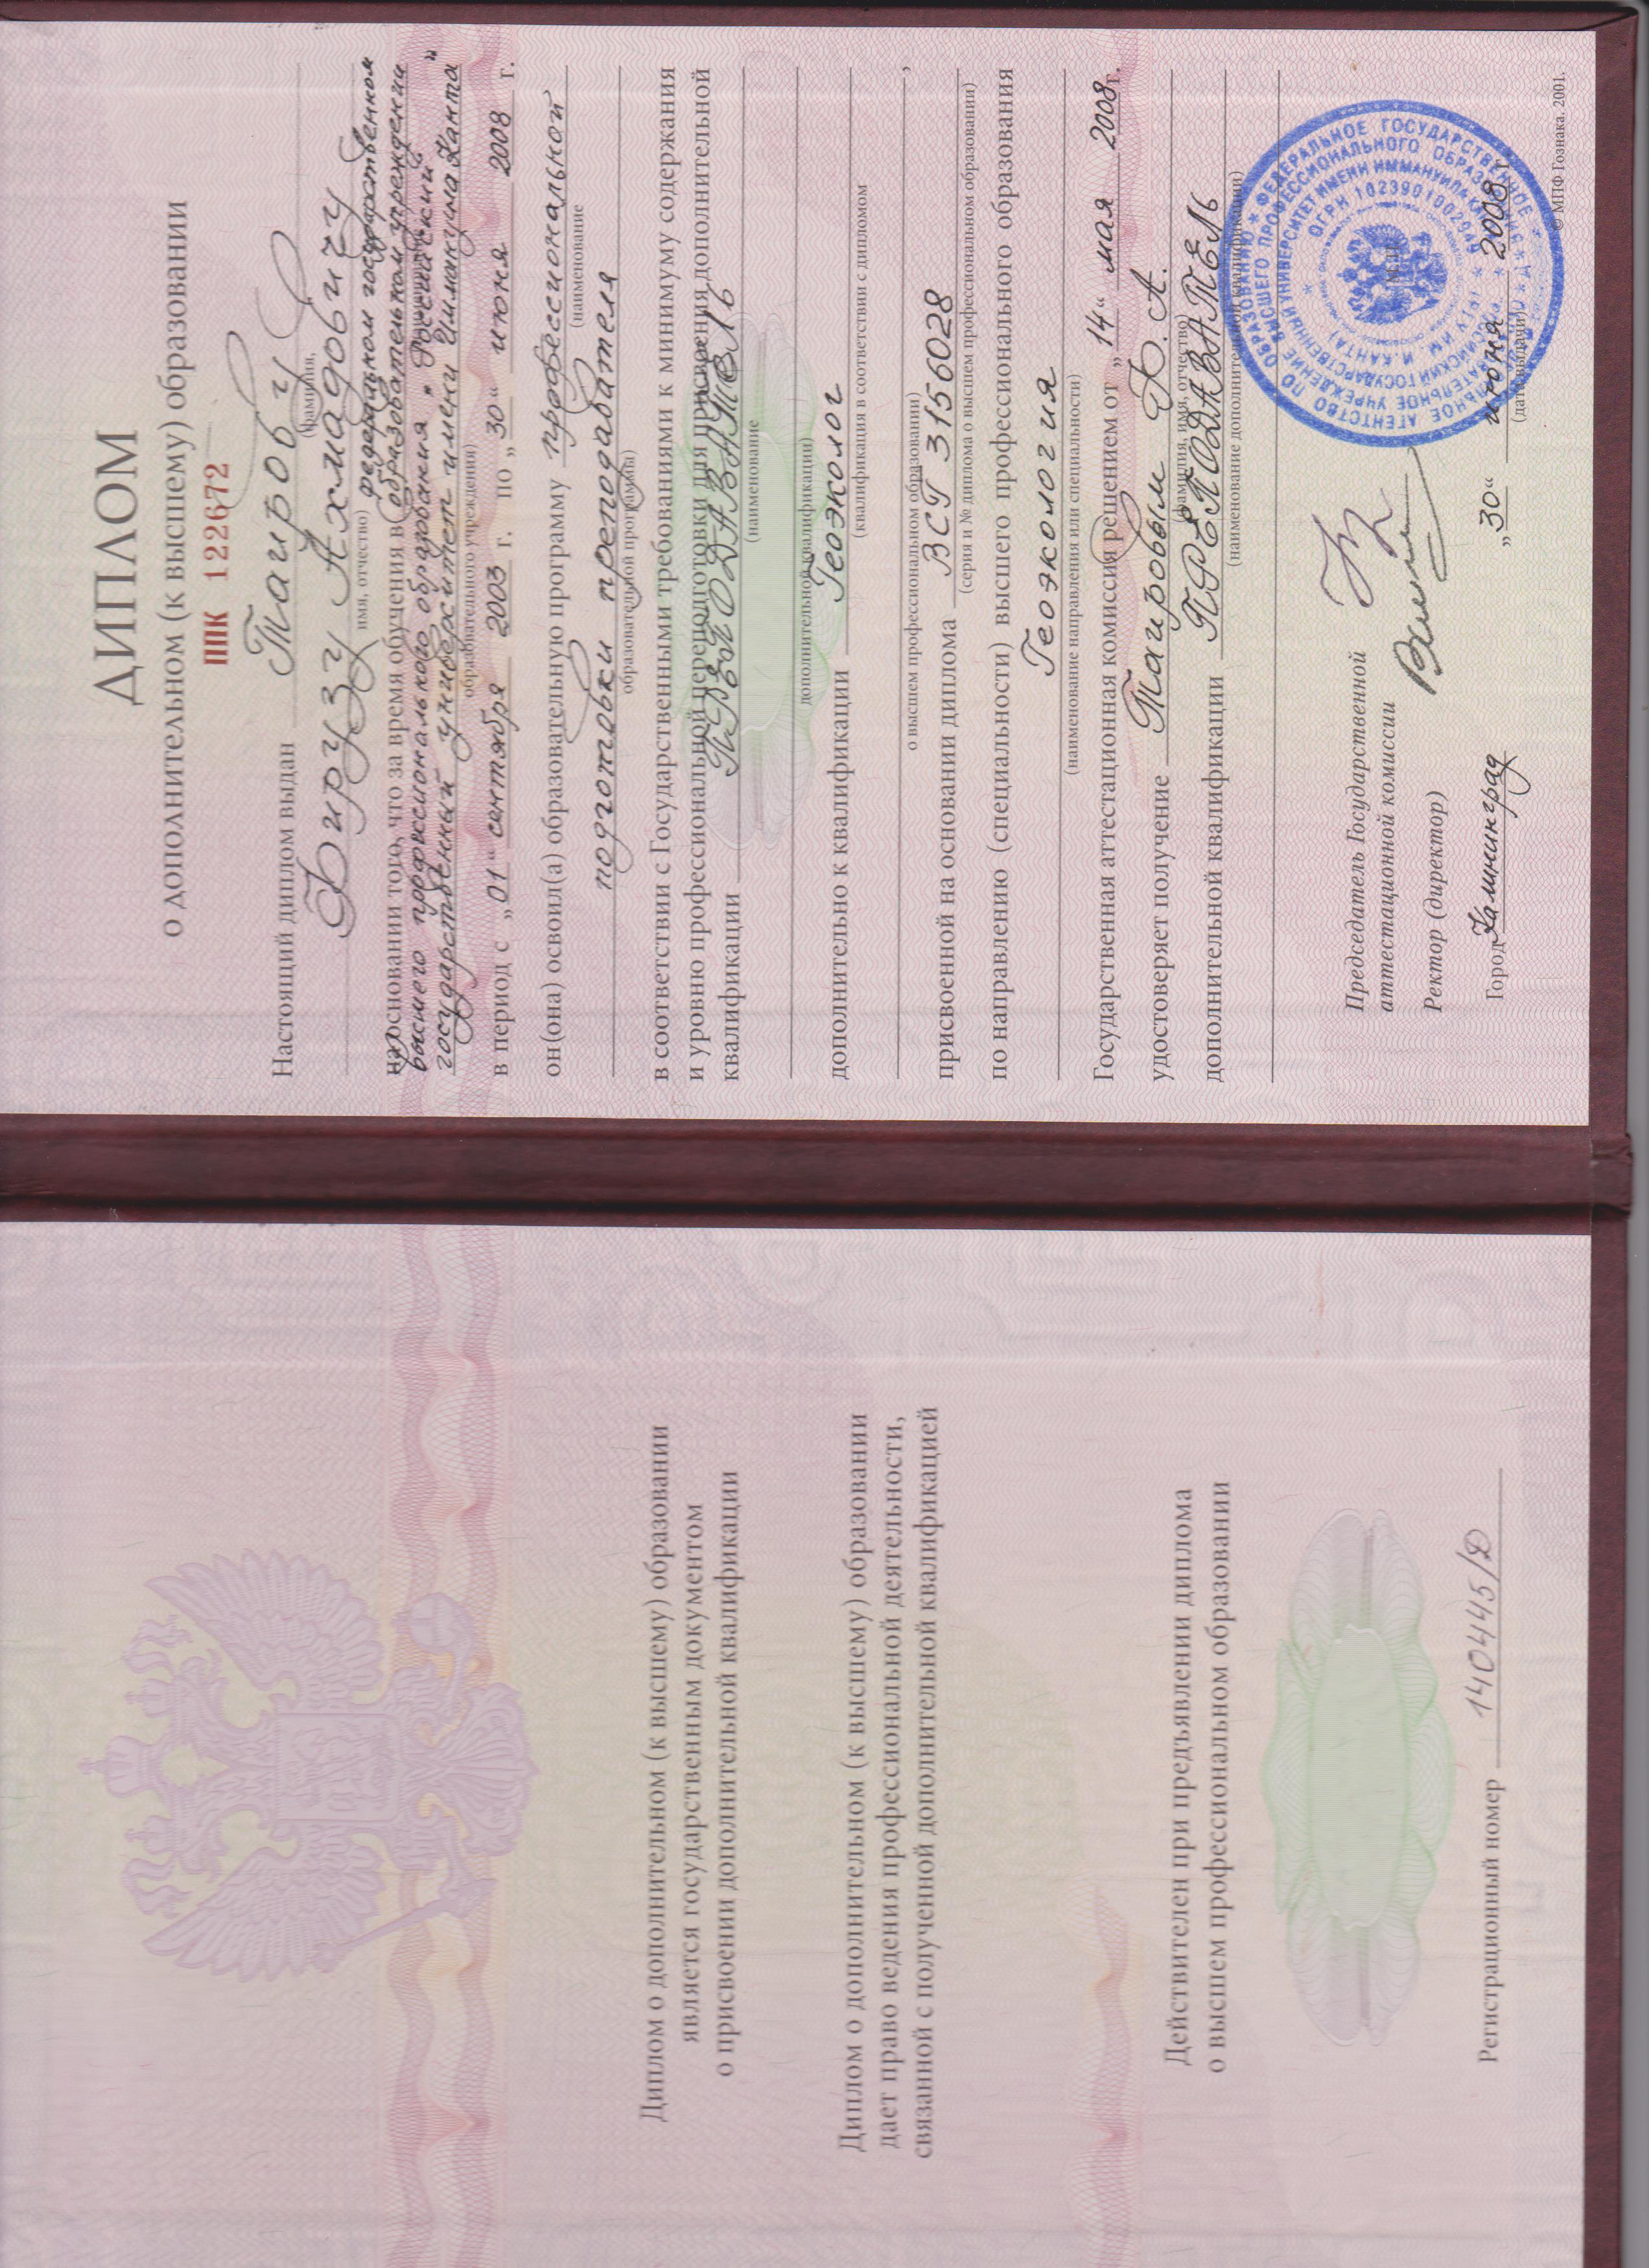 Диплом о дополнительном (к высшему) образовании
является государственным документом
о присвоении дополнительной квалификации
Диплом о дополнительном (к высшему) образовании
дает право ведения профессиональной деятельности,
связанной с полученной дополнительной квалификацией
Действителен при предъявлении диплома
о высшем профессиональном образовании
Регистрационный номер 140445/Д
ДИПЛОМ
о дополнительном (к высшему) образовании
ППК 122672
Настоящий диплом выдан Тагирову
(фамилия,
Фирузу Ахмадовичу
имя, отчество)
на основании того, что за время обучения в федеральном государственном
образовательном учреждении
высшего профессионального образования „Российский
государственный университет имени Иммануила Канта"
образовательного учреждения)
в период с „01" сентября 2003 г. по „30" июня 2008 г.
он(она) освоил(а) образовательную программу профессиональной
(наименование
подготовки преподавателя
образовательной программы)
в соответствии с Государственными требованиями к минимуму содержания
и уровню профессиональной переподготовки для присвоения дополнительной
квалификации ПРЕПОДАВАТЕЛЬ
(наименование
дополнительной квалификации)
дополнительно к квалификации Геоэколог
(квалификация в соответствии с дипломом
о высшем профессиональном образовании)
присвоенной на основании диплома ВСГ 3156028
(серия и № диплома о высшем профессиональном образовании)
по направлению (специальности) высшего профессионального образования
Геоэкология
(наименование направления или специальности)
Государственная аттестационная комиссия решением от „14" мая 2008г.
удостоверяет получение Тагировым Ф. А.
(фамилия, имя, отчество)
дополнительной квалификации ПРЕПОДАВАТЕЛЬ
(наименование дополнительной квалификации)
Председатель Государственной
аттестационной комиссии
Ректор (директор)
Город Калининград „30" июня 2008 г.
(дата выдачи)
М.П.
© МПФ Гознака. 2001.